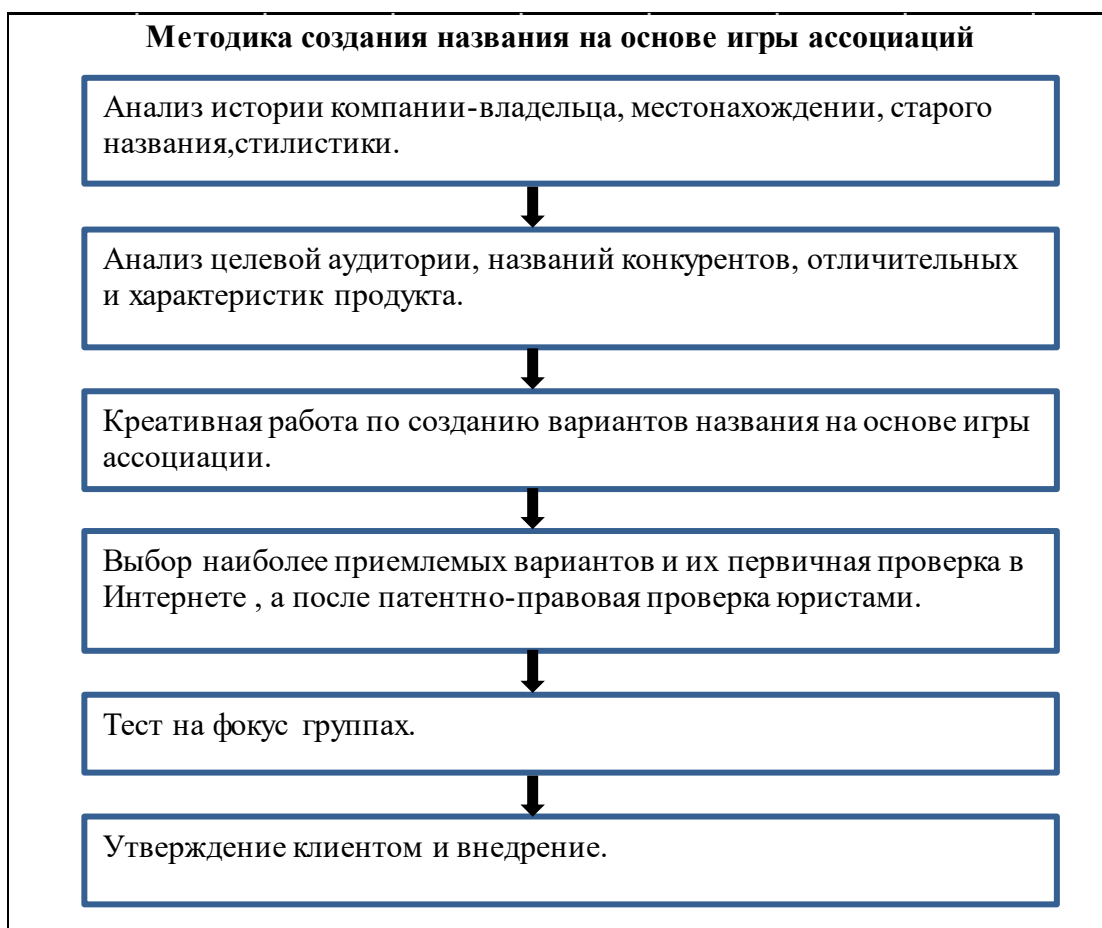 Методика создания названия на основе игры ассоциаций
Анализ истории компании-владельца, местонахождении, старого
названия,стилистики.
Анализ целевой аудитории, названий конкурентов, отличительных
и характеристик продукта.
Креативная работа по созданию вариантов названия на основе игры
ассоциации.
Выбор наиболее приемлемых вариантов и их первичная проверка в
Интернете , а после патентно-правовая проверка юристами.
Тест на фокус группах.
Утверждение клиентом и внедрение.